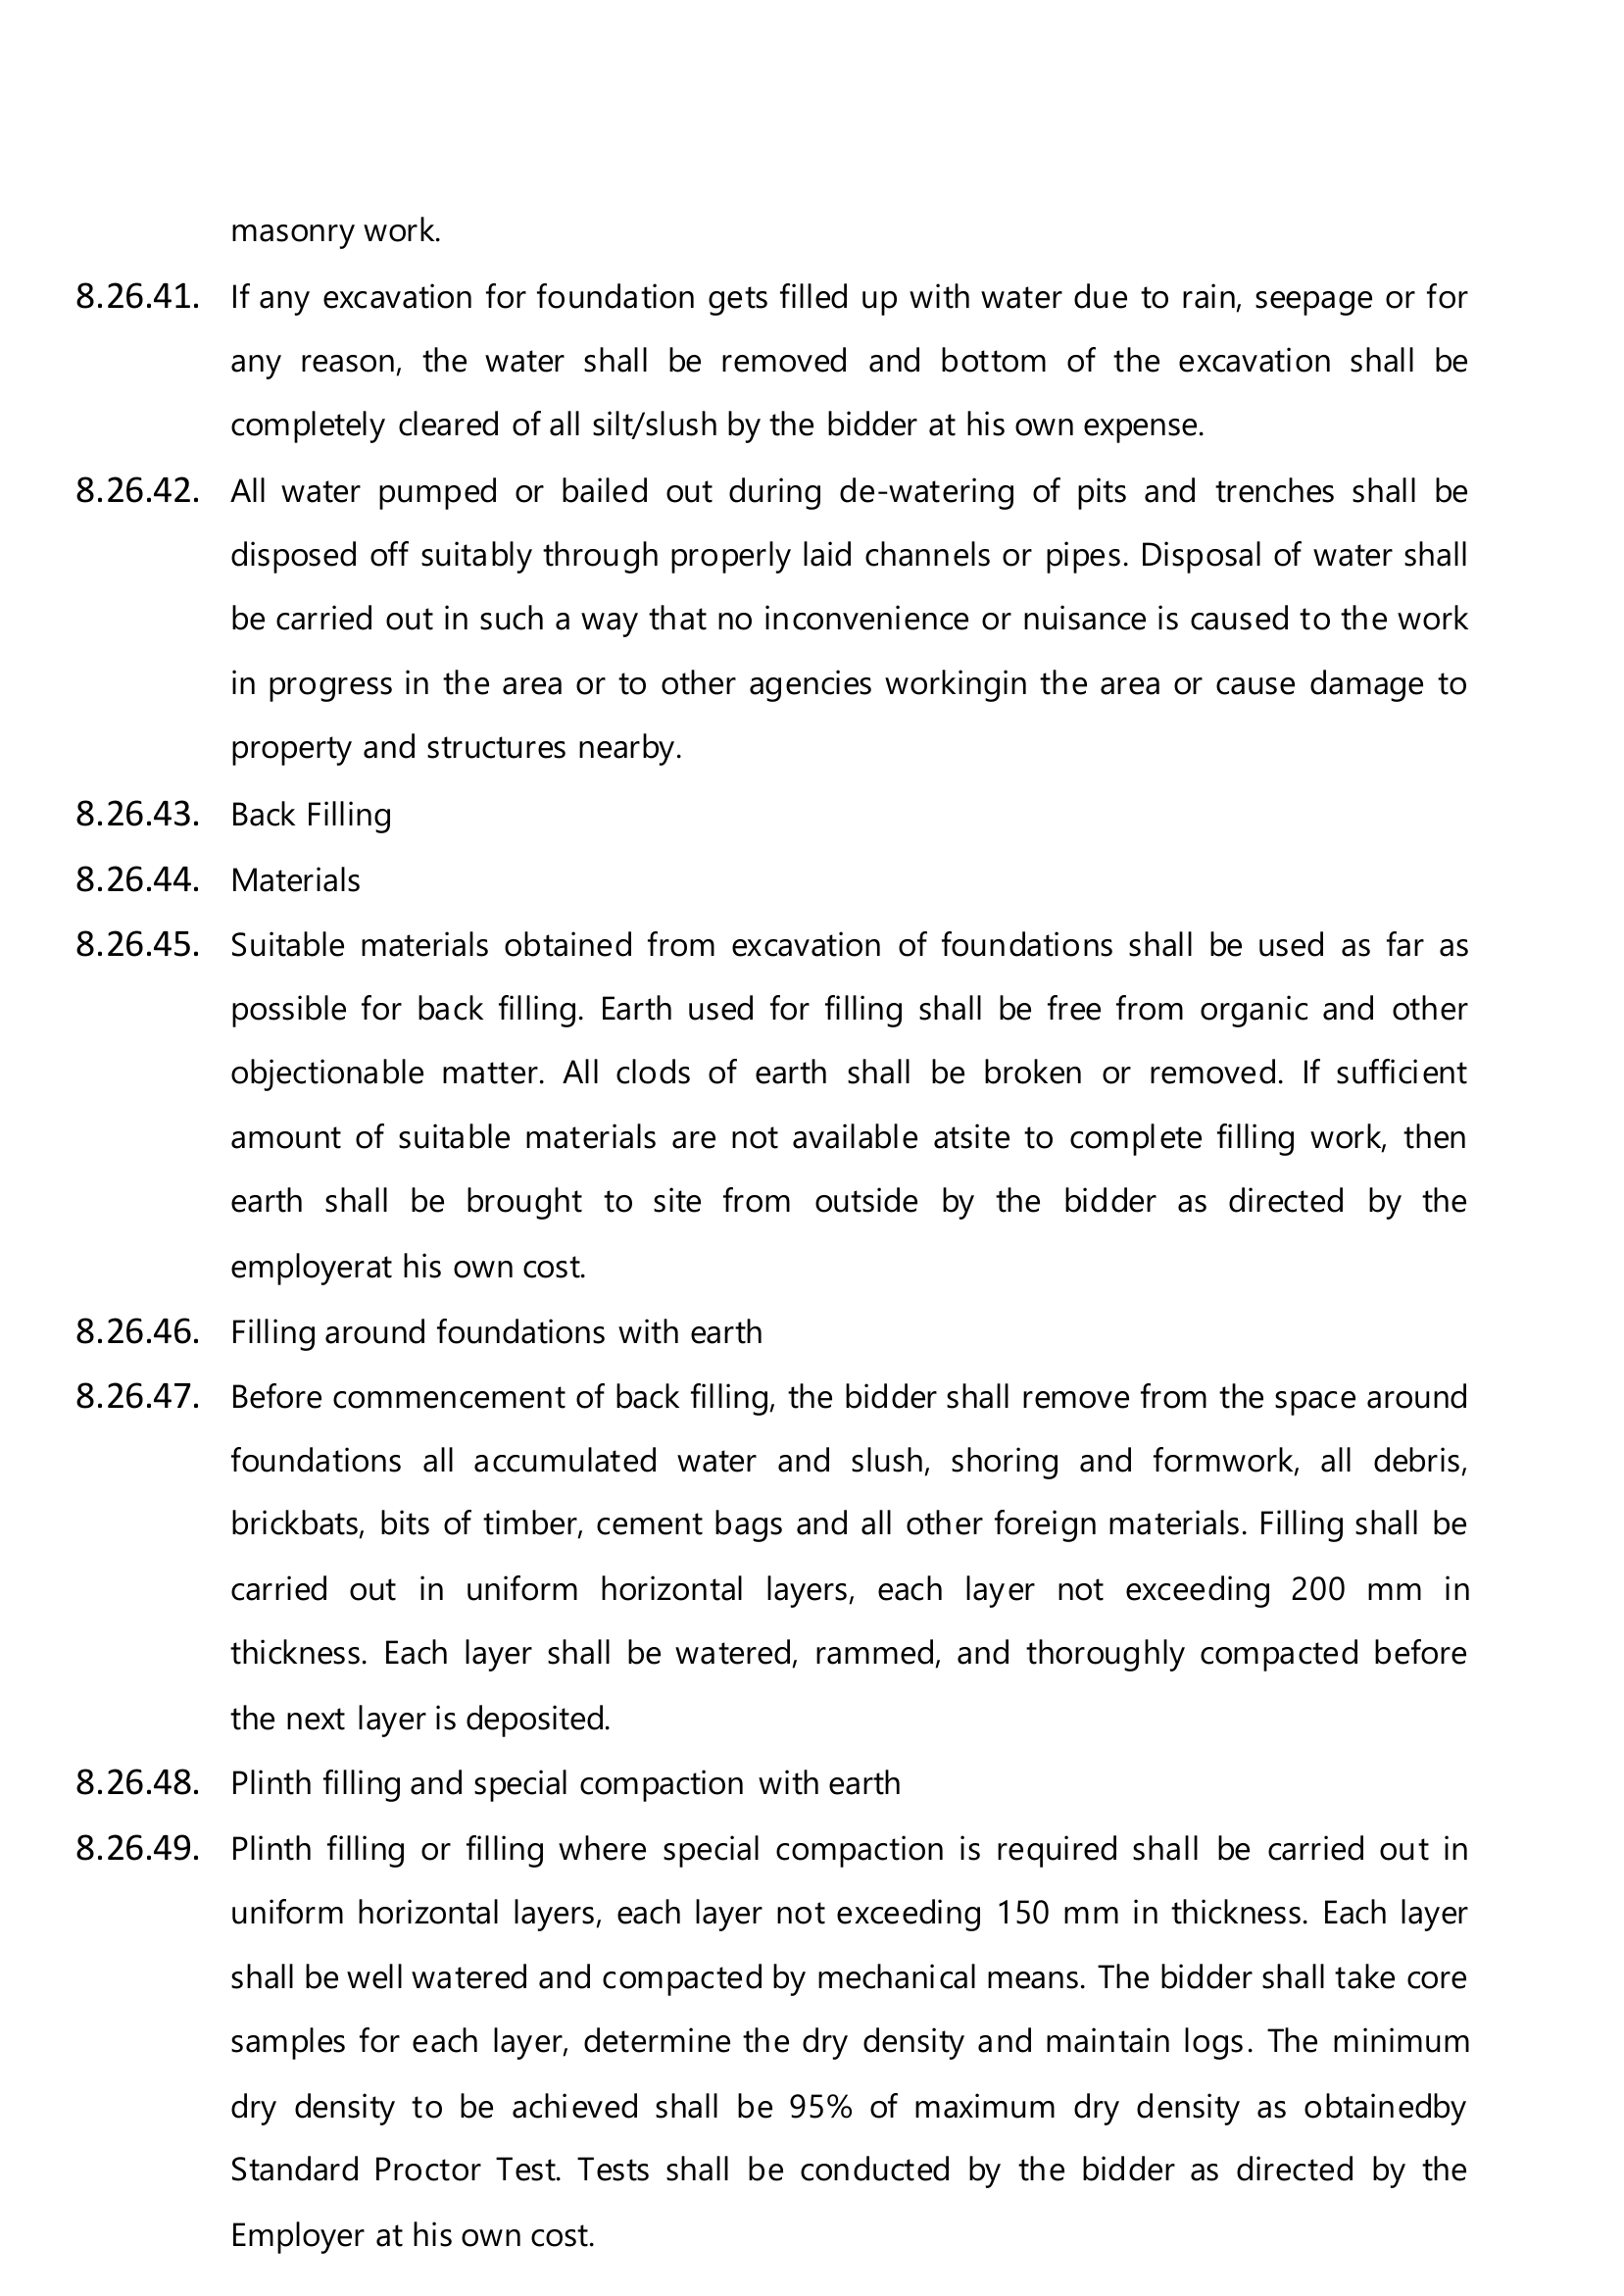 masonry work.
8.26.41. If any excavation for foundation gets filled up with water due to rain, seepage or for
any reason, the water shall be removed and bottom of the excavation shall be
completely cleared of all silt/slush by the bidder at his own expense.
8.26.42. All water pumped or bailed out during de-watering of pits and trenches shall be
disposed off suitably through properly laid channels or pipes. Disposal of water shall
be carried out in such a way that no inconvenience or nuisance is caused to the work
in progress in the area or to other agencies workingin the area or cause damage to
property and structures nearby.
8.26.43. Back Filling
8.26.44. Materials
8.26.45. Suitable materials obtained from excavation of foundations shall be used as far as
possible for back filling. Earth used for filling shall be free from organic and other
objectionable matter. All clods of earth shall be broken or removed. If sufficient
amount of suitable materials are not available atsite to complete filling work, then
earth shall be brought to site from outside by the bidder as directed by the
employerat his own cost.
8.26.46. Filling around foundations with earth
8.26.47. Before commencement of back filling, the bidder shall remove from the space around
foundations all accumulated water and slush, shoring and formwork, all debris,
brickbats, bits of timber, cement bags and all other foreign materials. Filling shall be
carried out in uniform horizontal layers, each layer not exceeding 200 mm in
thickness. Each layer shall be watered, rammed, and thoroughly compacted before
the next layer is deposited.
8.26.48. Plinth filling and special compaction with earth
8.26.49. Plinth filling or filling where special compaction is required shall be carried out in
uniform horizontal layers, each layer not exceeding 150 mm in thickness. Each layer
shall be well watered and compacted by mechanical means. The bidder shall take core
samples for each layer, determine the dry density and maintain logs. The minimum
dry density to be achieved shall be 95% of maximum dry density as obtainedby
Standard Proctor Test. Tests shall be conducted by the bidder as directed by the
Employer at his own cost.